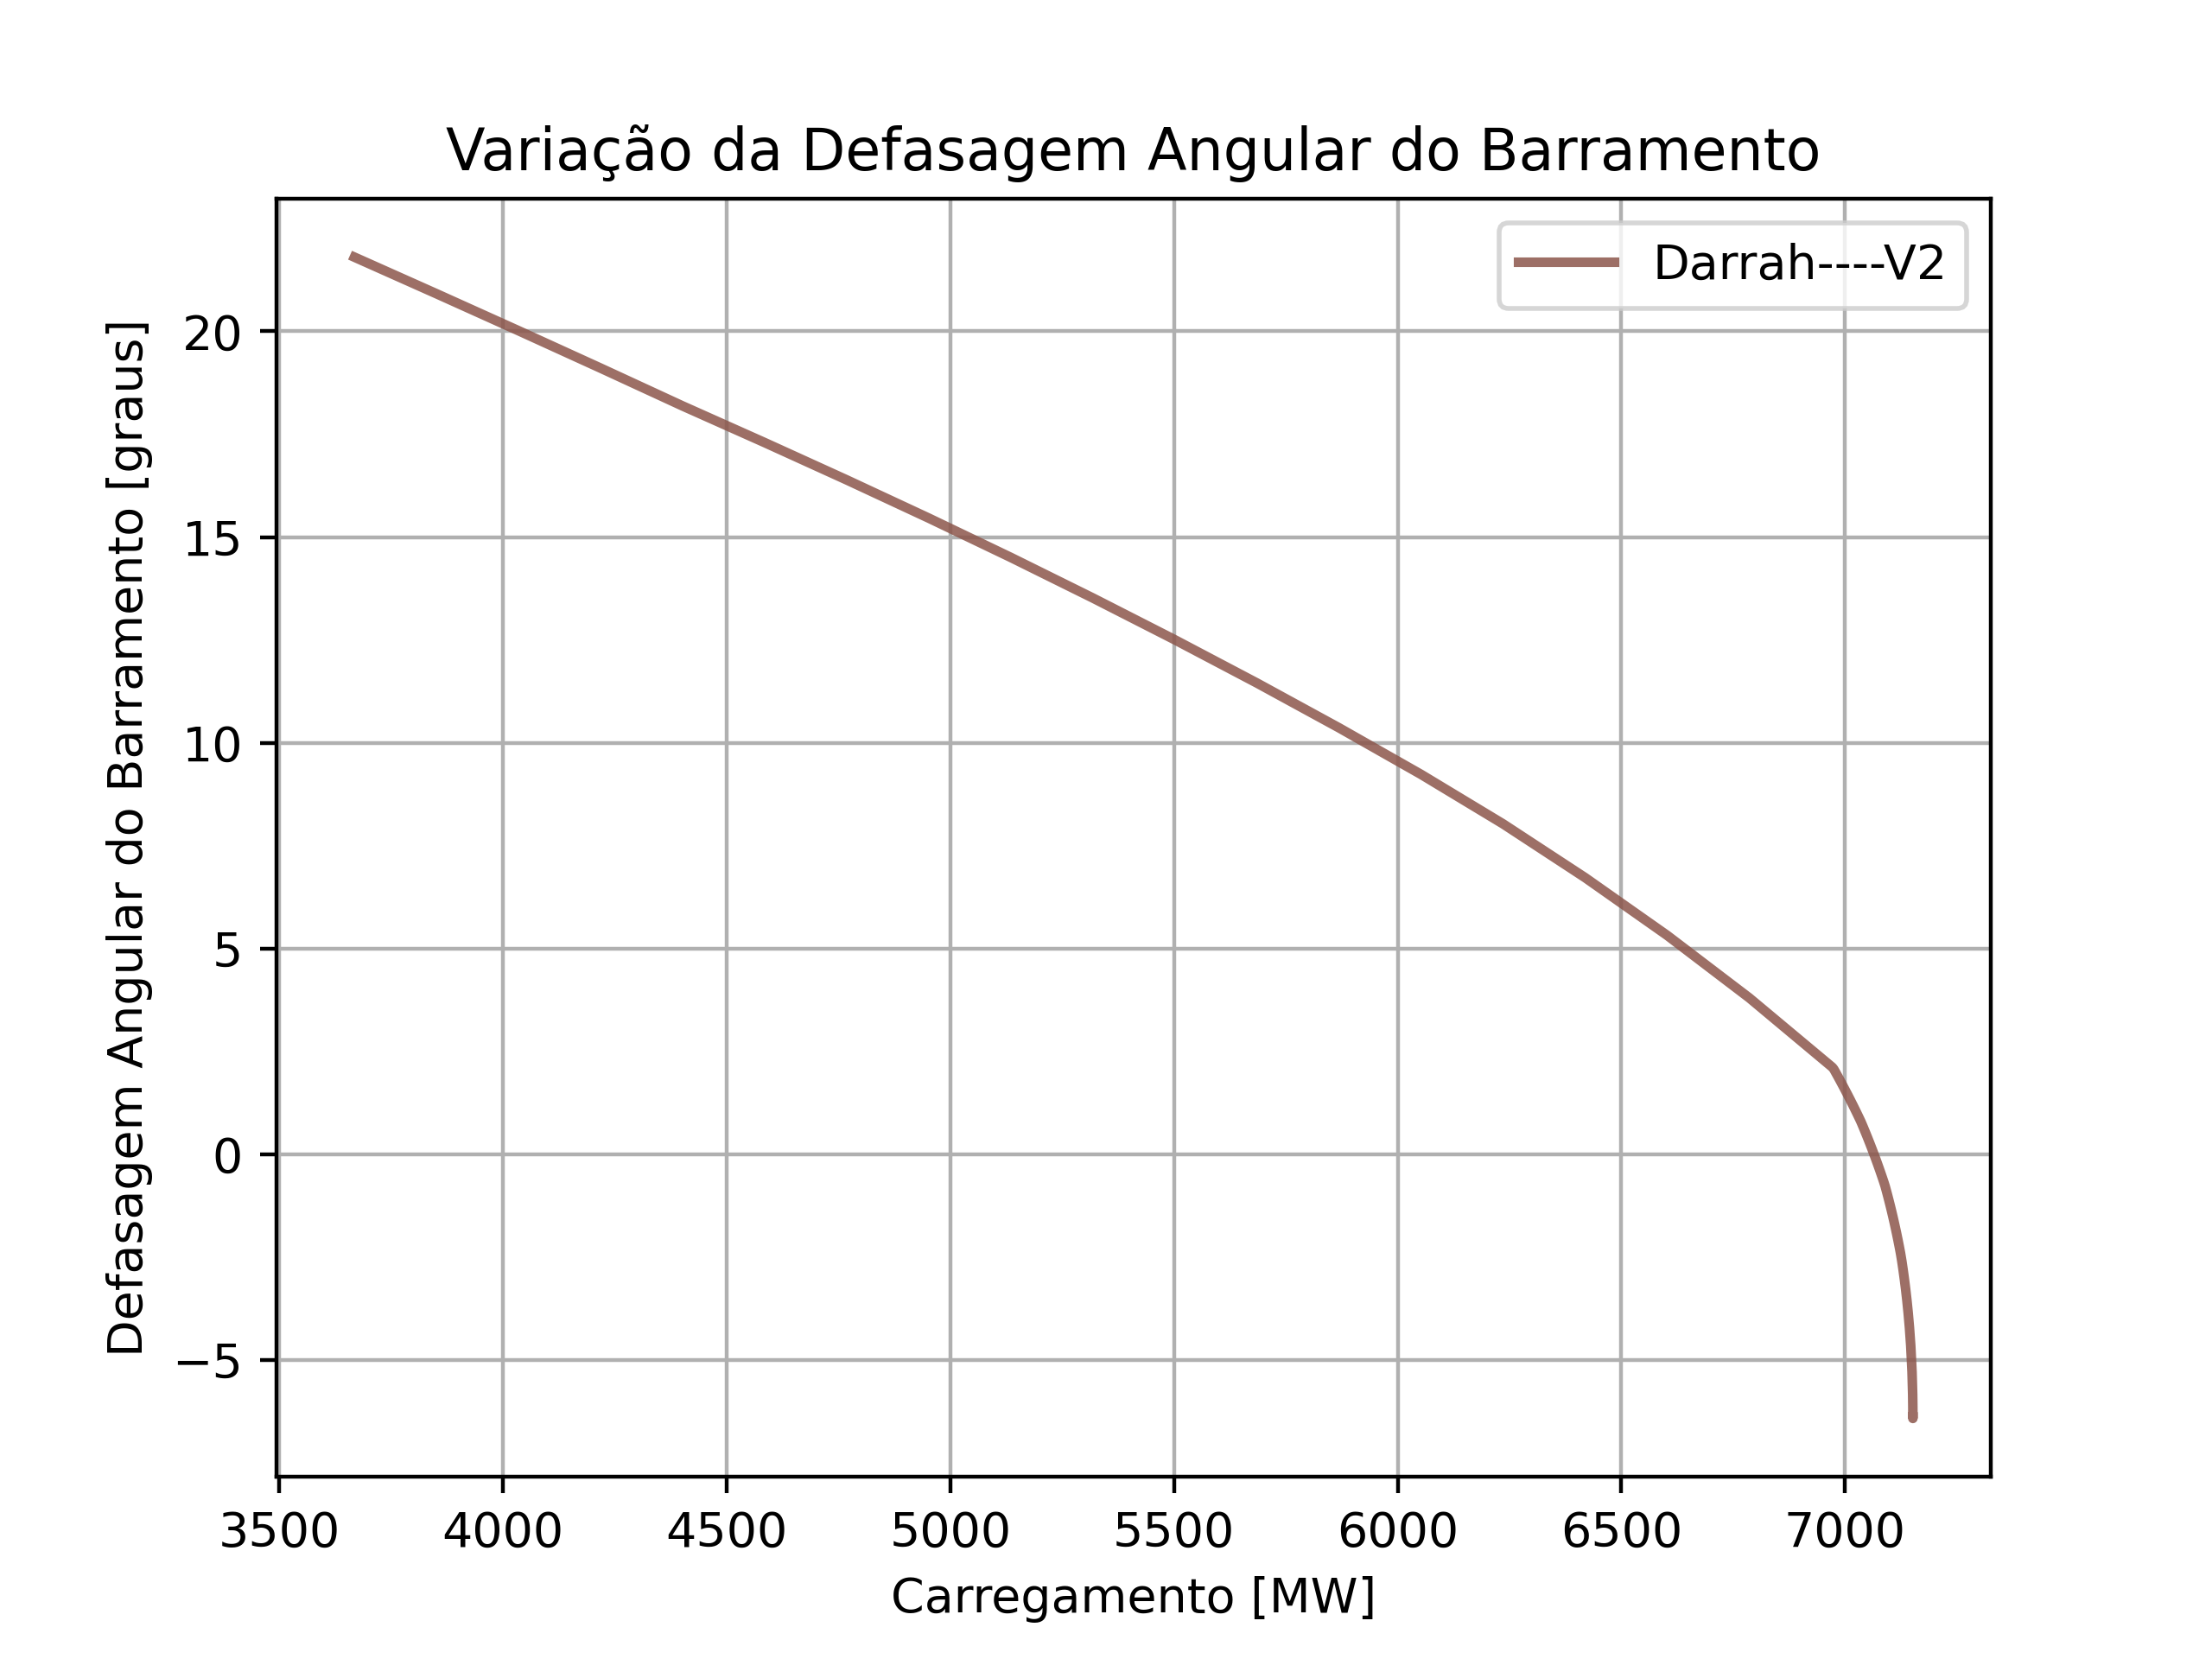 Variação da Defasagem Angular do Barramento
Darrah----V2
Defasagem Angular do Barramento [graus]
20
15
10
5
0
−5
3500 4000 4500 5000 5500 6000 6500 7000
Carregamento [MW]